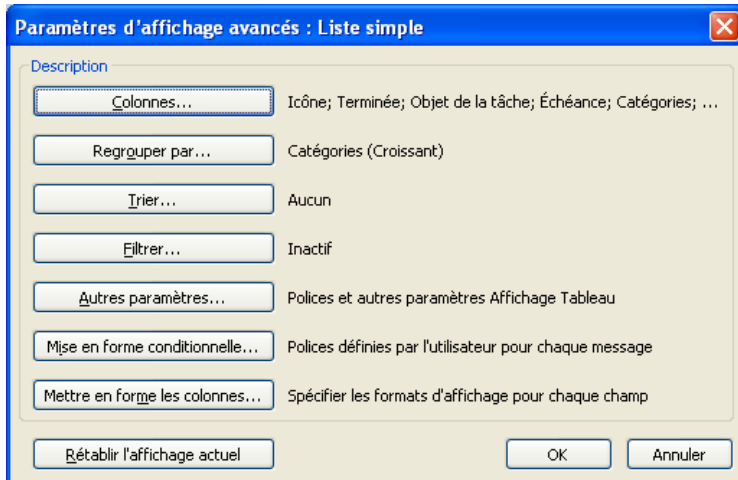 Paramètres d'affichage avancés : Liste simple
Description
Colonnes... Icône; Terminée; Objet de la tâche; Échéance; Catégories; ...
Regrouper par... Catégories (Croissant)
Trier... Aucun
Filtrer... Inactif
Autres paramètres... Polices et autres paramètres Affichage Tableau
Mise en forme conditionnelle... Polices définies par l'utilisateur pour chaque message
Mettre en forme les colonnes... Spécifier les formats d'affichage pour chaque champ
Rétablir l'affichage actuel OK Annuler